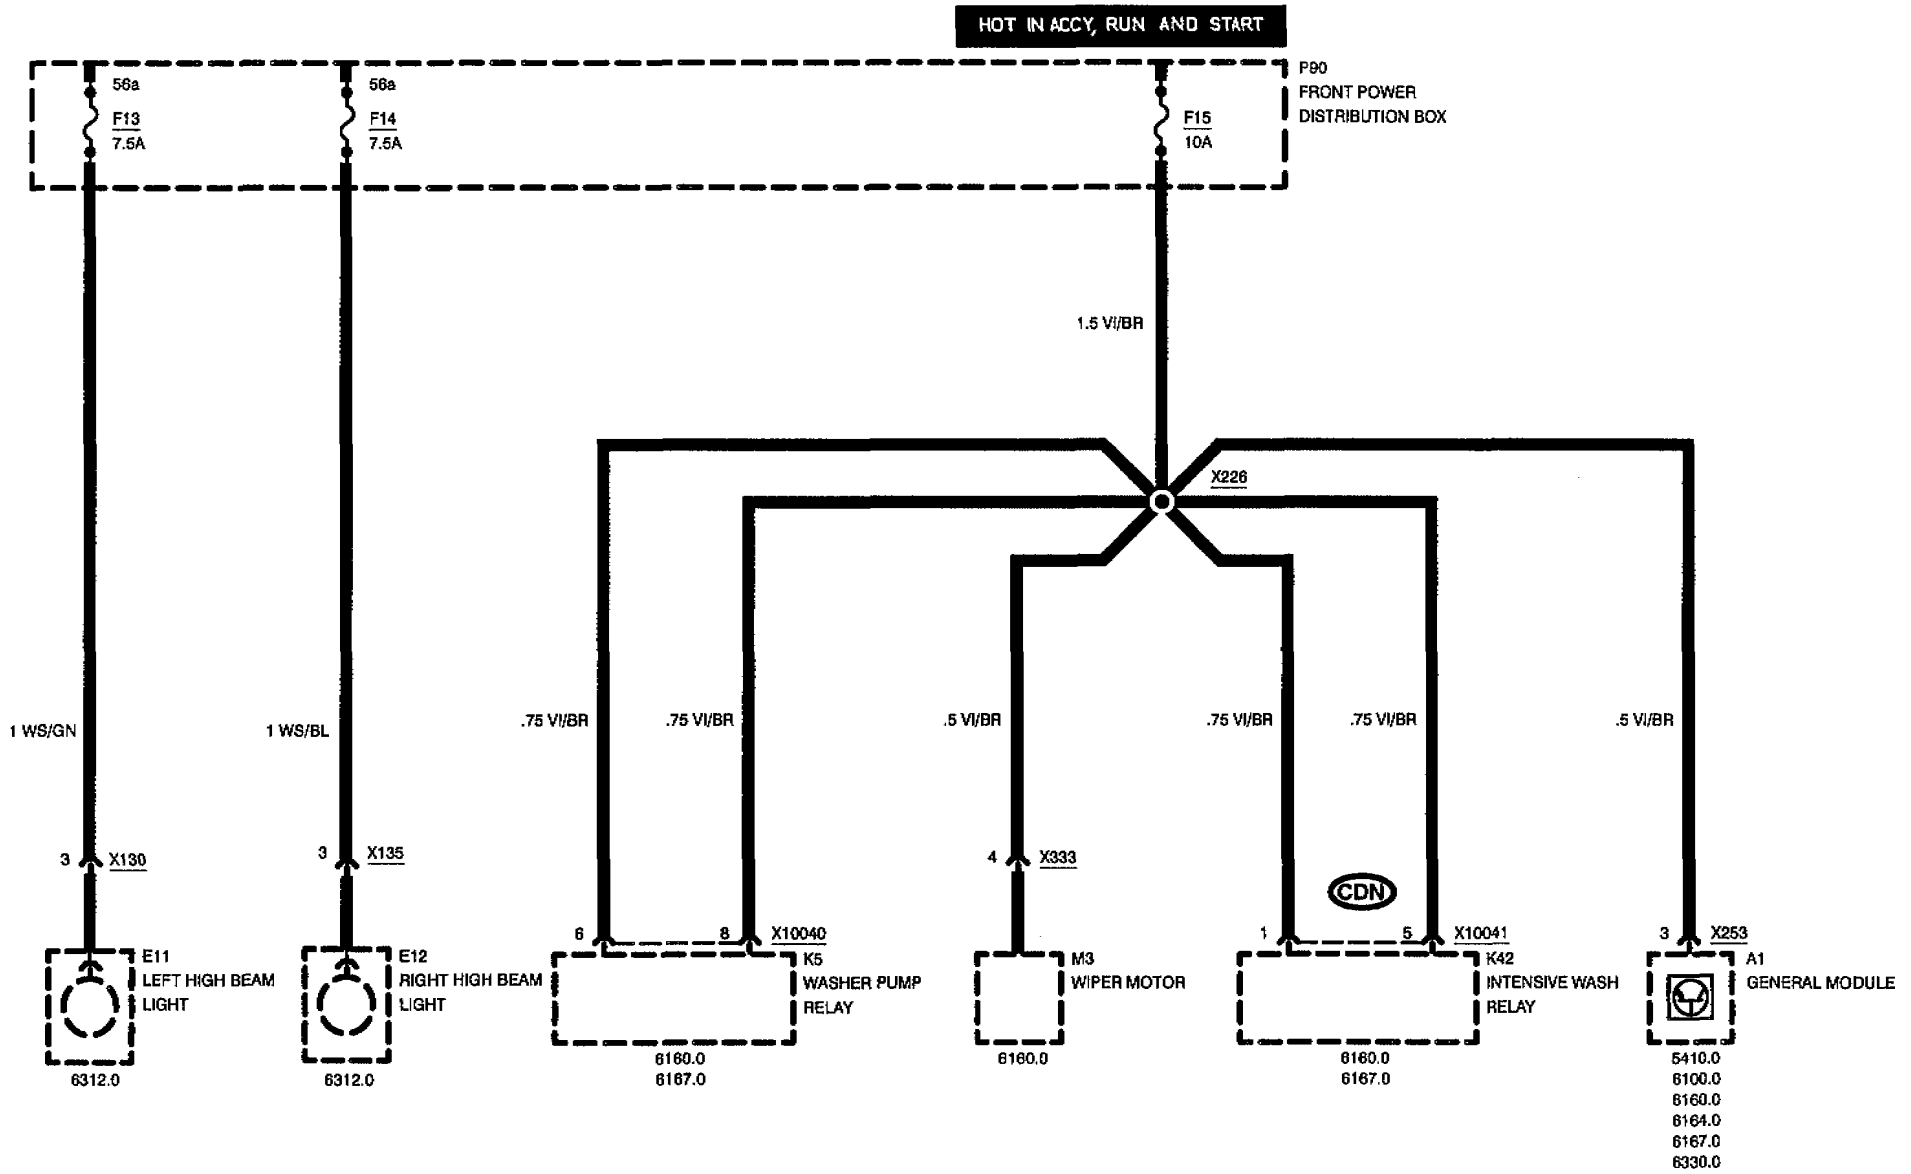 HOT IN ACCY, RUN AND START
P90
FRONT POWER
DISTRIBUTION BOX
56a
F13
7.5A
56a
F14
7.5A
F15
10A
1.5 VI/BR
X226
1 WS/GN
1 WS/BL
.75 VI/BR
.75 VI/BR
.5 VI/BR
.75 VI/BR
.75 VI/BR
.5 VI/BR
3 X130
3 X135
4 X333
CDN
6 8 X10040
1 5 X10041
3 X253
E11
LEFT HIGH BEAM
LIGHT
6312.0
E12
RIGHT HIGH BEAM
LIGHT
6312.0
K5
WASHER PUMP
RELAY
6160.0
6167.0
M3
WIPER MOTOR
6160.0
K42
INTENSIVE WASH
RELAY
6160.0
6167.0
A1
GENERAL MODULE
5410.0
6100.0
6160.0
6164.0
6167.0
6330.0